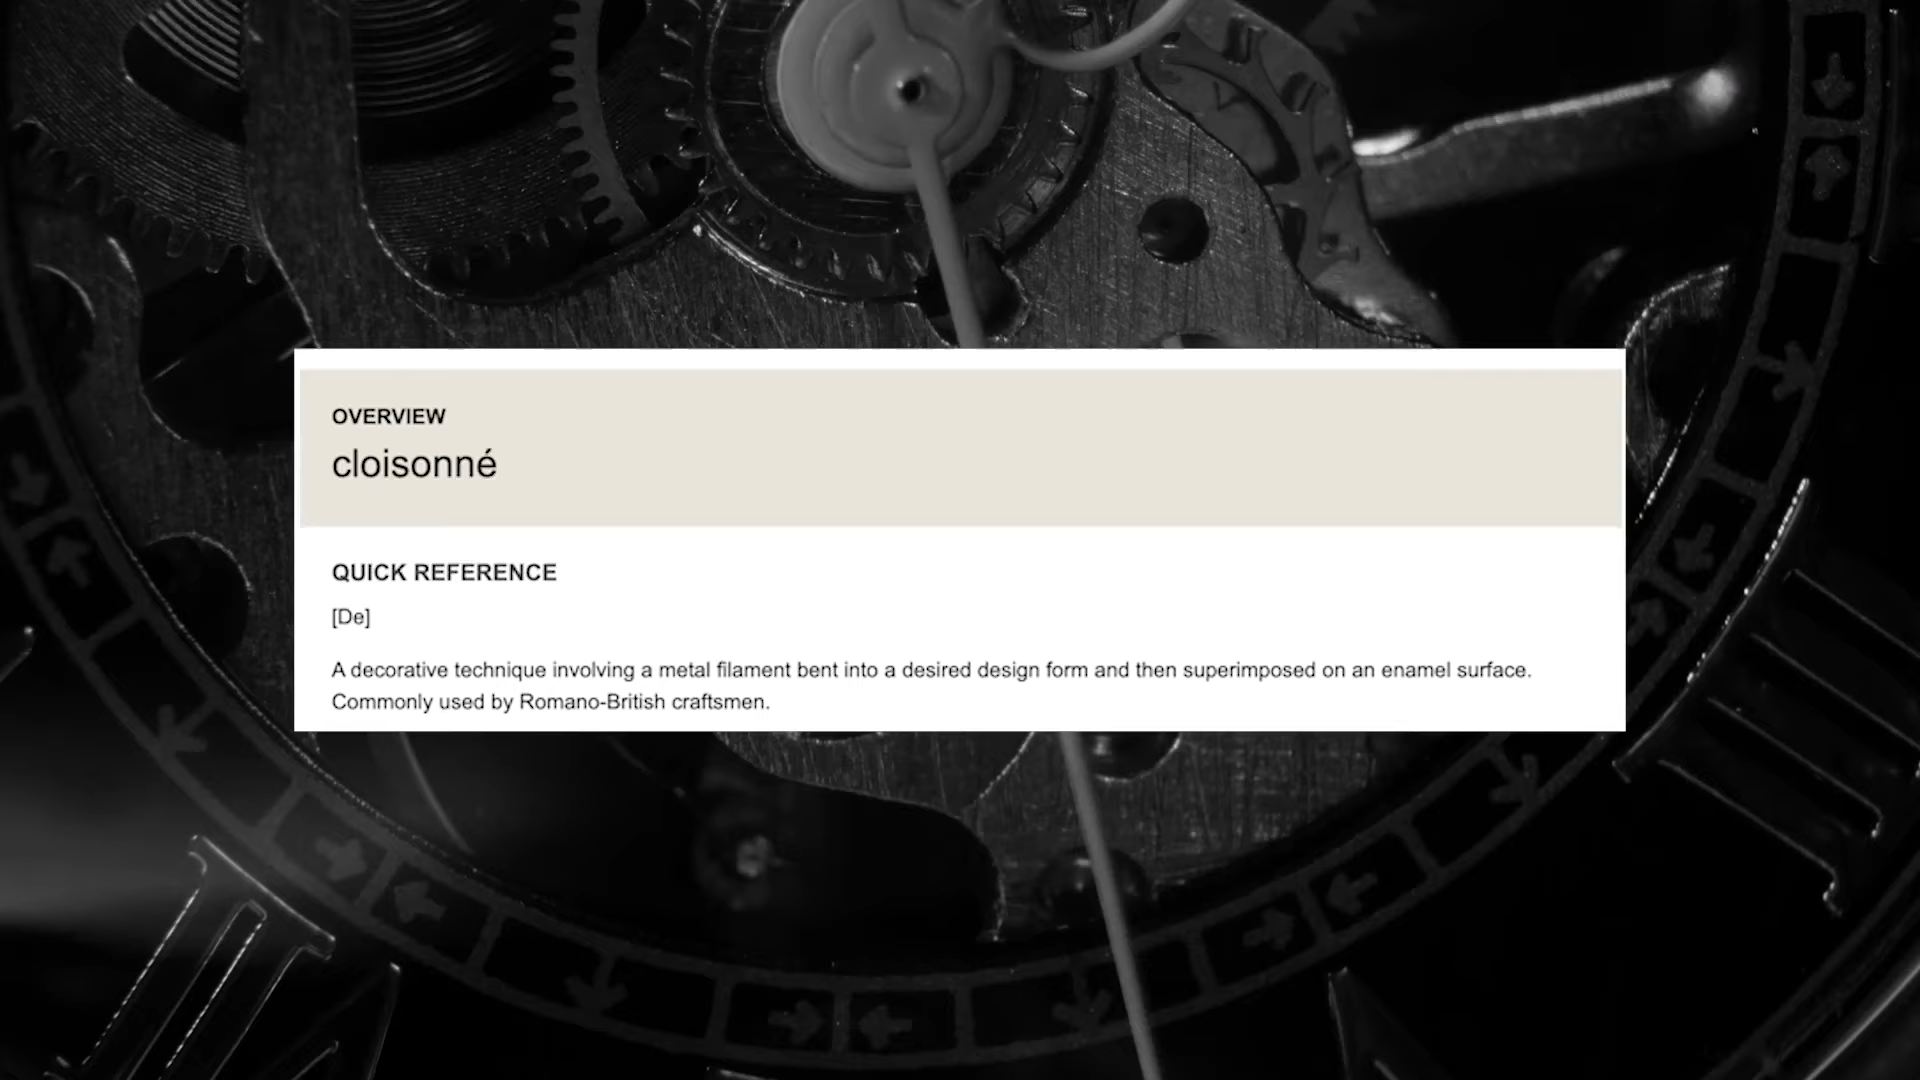 OVERVIEW
cloisonné
QUICK REFERENCE
[De]
A decorative technique involving a metal filament bent into a desired design form and then superimposed on an enamel surface.
Commonly used by Romano-British craftsmen.